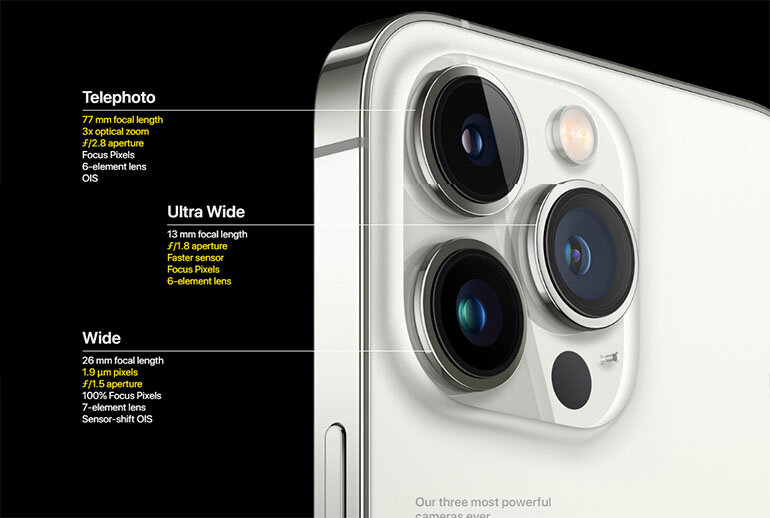 Telephoto
77 mm focal length
3x optical zoom
ƒ/2.8 aperture
Focus Pixels
6-element lens
OIS
Ultra Wide
13 mm focal length
ƒ/1.8 aperture
Faster sensor
Focus Pixels
6-element lens
Wide
26 mm focal length
1.9 µm pixels
ƒ/1.5 aperture
100% Focus Pixels
7-element lens
Sensor-shift OIS
Our three most powerful
cameras ever